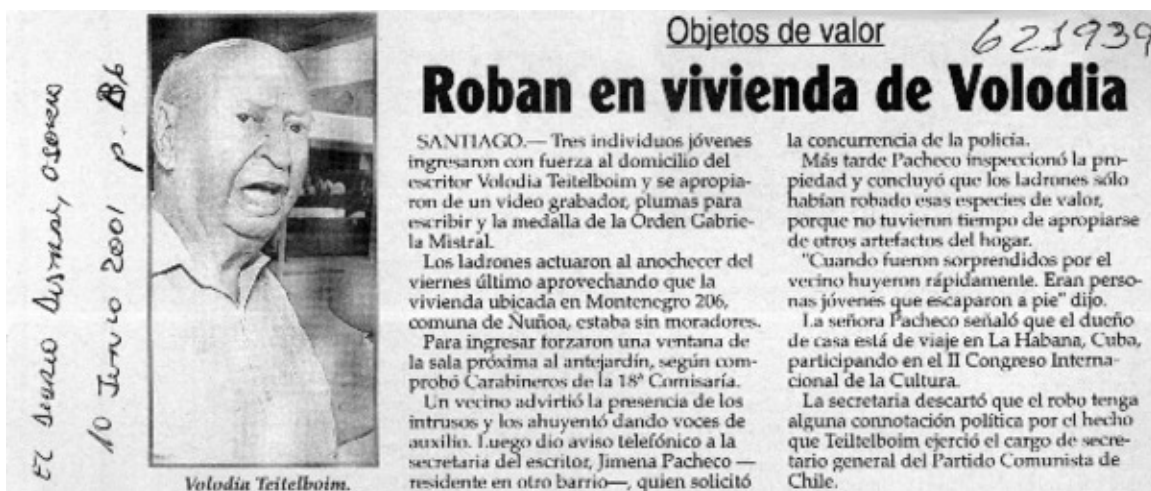 El Diario Austral, Osorno
10 Junio 2001 p. B6
Volodia Teitelboim.
Objetos de valor
621939
Roban en vivienda de Volodia
SANTIAGO.— Tres individuos jóvenes
ingresaron con fuerza al domicilio del
escritor Volodia Teitelboim y se apropia-
ron de un video grabador, plumas para
escribir y la medalla de la Orden Gabrie-
la Mistral.
Los ladrones actuaron al anochecer del
viernes último aprovechando que la
vivienda ubicada en Montenegro 206,
comuna de Ñuñoa, estaba sin moradores.
Para ingresar forzaron una ventana de
la sala próxima al antejardín, según com-
probó Carabineros de la 18ª Comisaría.
Un vecino advirtió la presencia de los
intrusos y los ahuyentó dando voces de
auxilio. Luego dio aviso telefónico a la
secretaria del escritor, Jimena Pacheco —
residente en otro barrio—, quien solicitó
la concurrencia de la policía.
Más tarde Pacheco inspeccionó la pro-
piedad y concluyó que los ladrones sólo
habían robado esas especies de valor,
porque no tuvieron tiempo de apropiarse
de otros artefactos del hogar.
"Cuando fueron sorprendidos por el
vecino huyeron rápidamente. Eran perso-
nas jóvenes que escaparon a pie" dijo.
La señora Pacheco señaló que el dueño
de casa está de viaje en La Habana, Cuba,
participando en el II Congreso Interna-
cional de la Cultura.
La secretaria descartó que el robo tenga
alguna connotación política por el hecho
que Teiltelboim ejerció el cargo de secre-
tario general del Partido Comunista de
Chile.